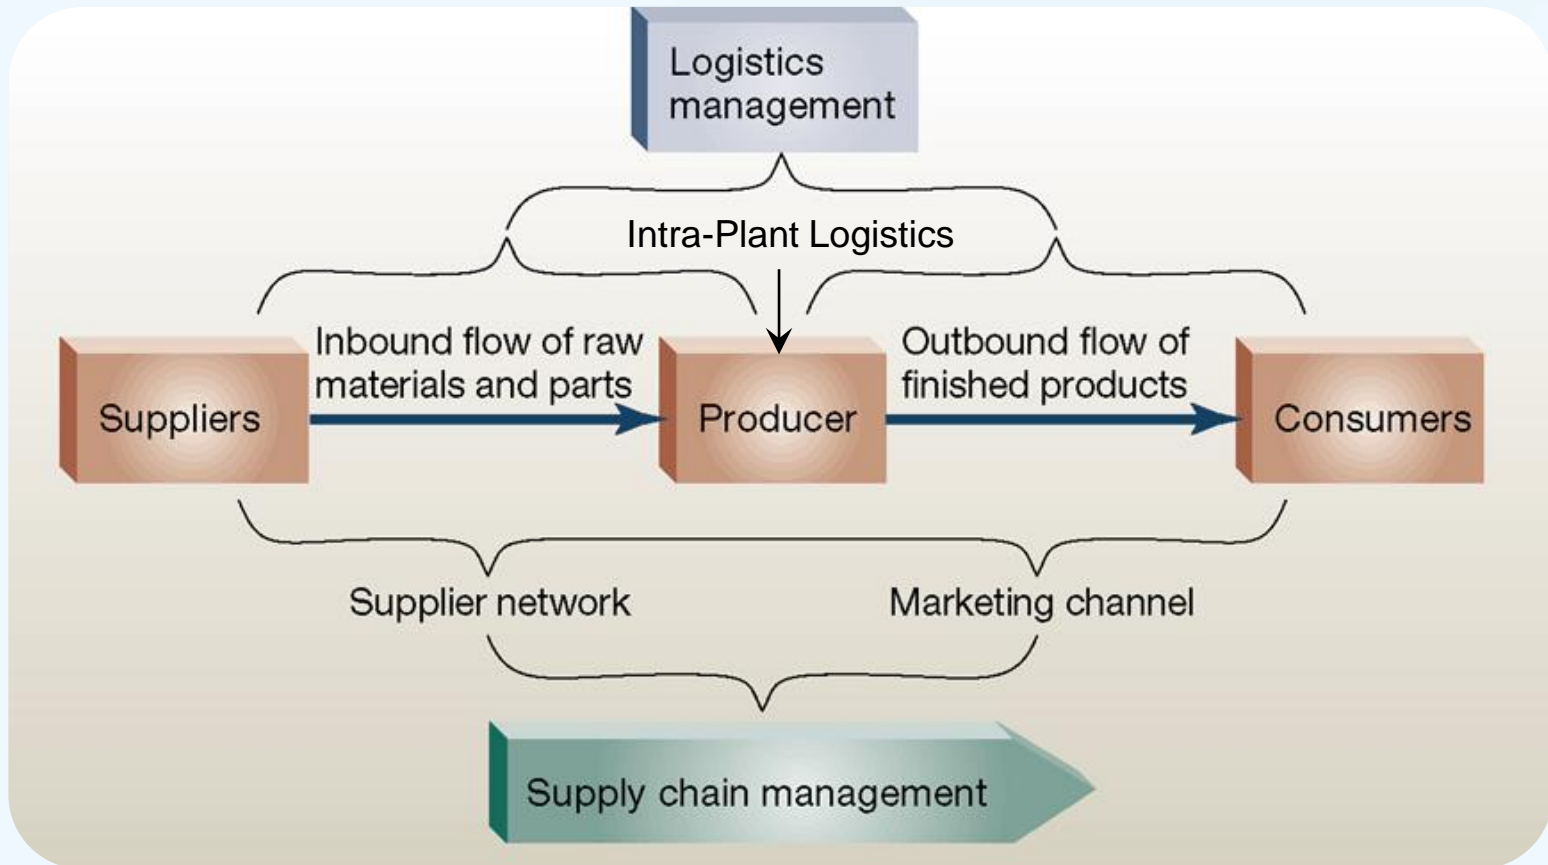 Logistics
management
Intra-Plant Logistics
Inbound flow of raw
materials and parts
Outbound flow of
finished products
Suppliers
Producer
Consumers
Supplier network
Marketing channel
Supply chain management